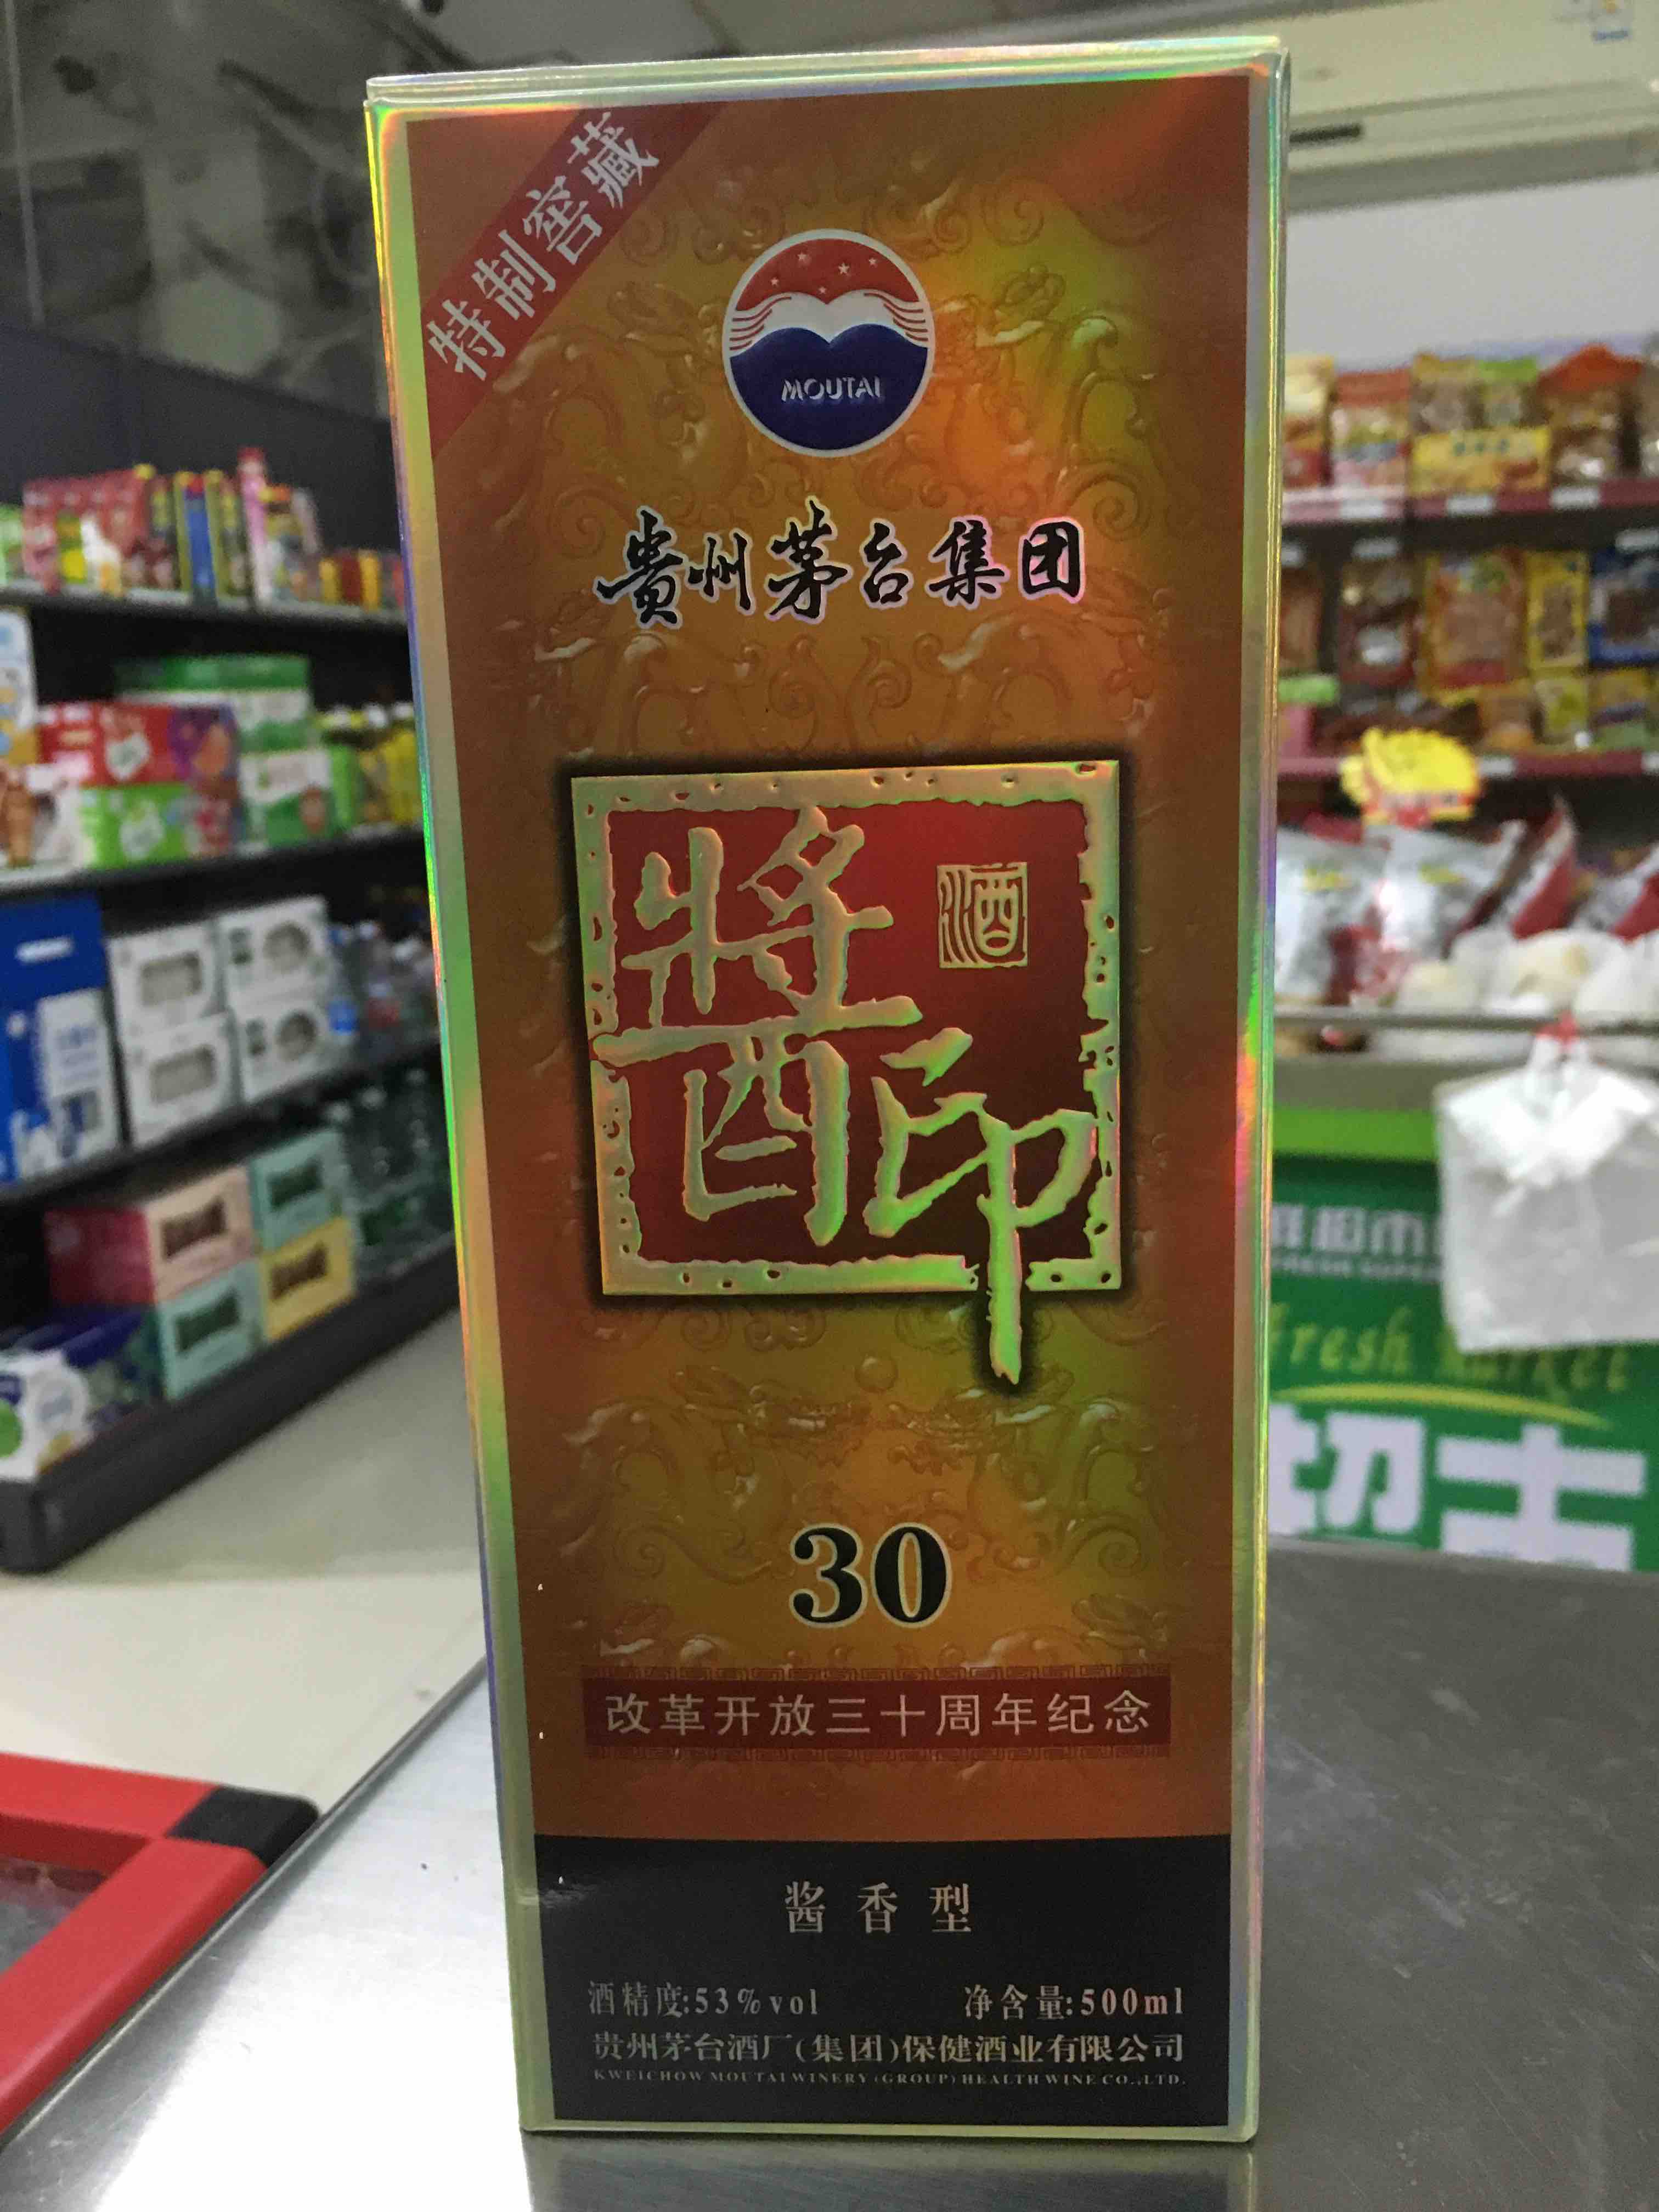 特制窖藏
MOUTAI
贵州茅台集团
酒
醬印
30
改革开放三十周年纪念
酱香型
酒精度:53%vol 净含量:500ml
贵州茅台酒厂(集团)保健酒业有限公司
KWEICHOW MOUTAI WINERY (GROUP) HEALTH WINE CO.,LTD.
fresh market